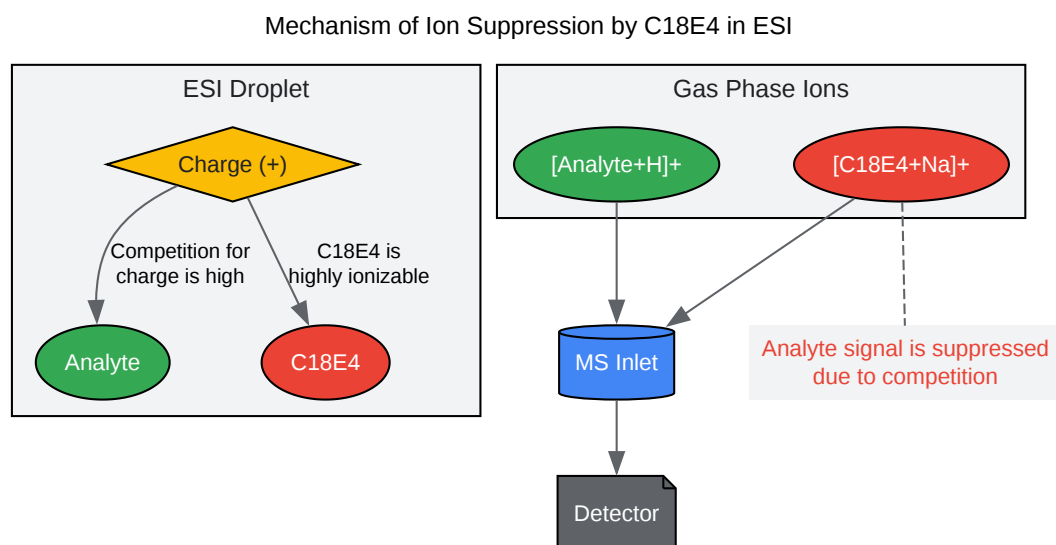 Mechanism of Ion Suppression by C18E4 in ESI
ESI Droplet
Charge (+)
Competition for
charge is high
C18E4 is
highly ionizable
Analyte
C18E4
Gas Phase Ions
[Analyte+H]+
[C18E4+Na]+
MS Inlet
Analyte signal is suppressed
due to competition
Detector